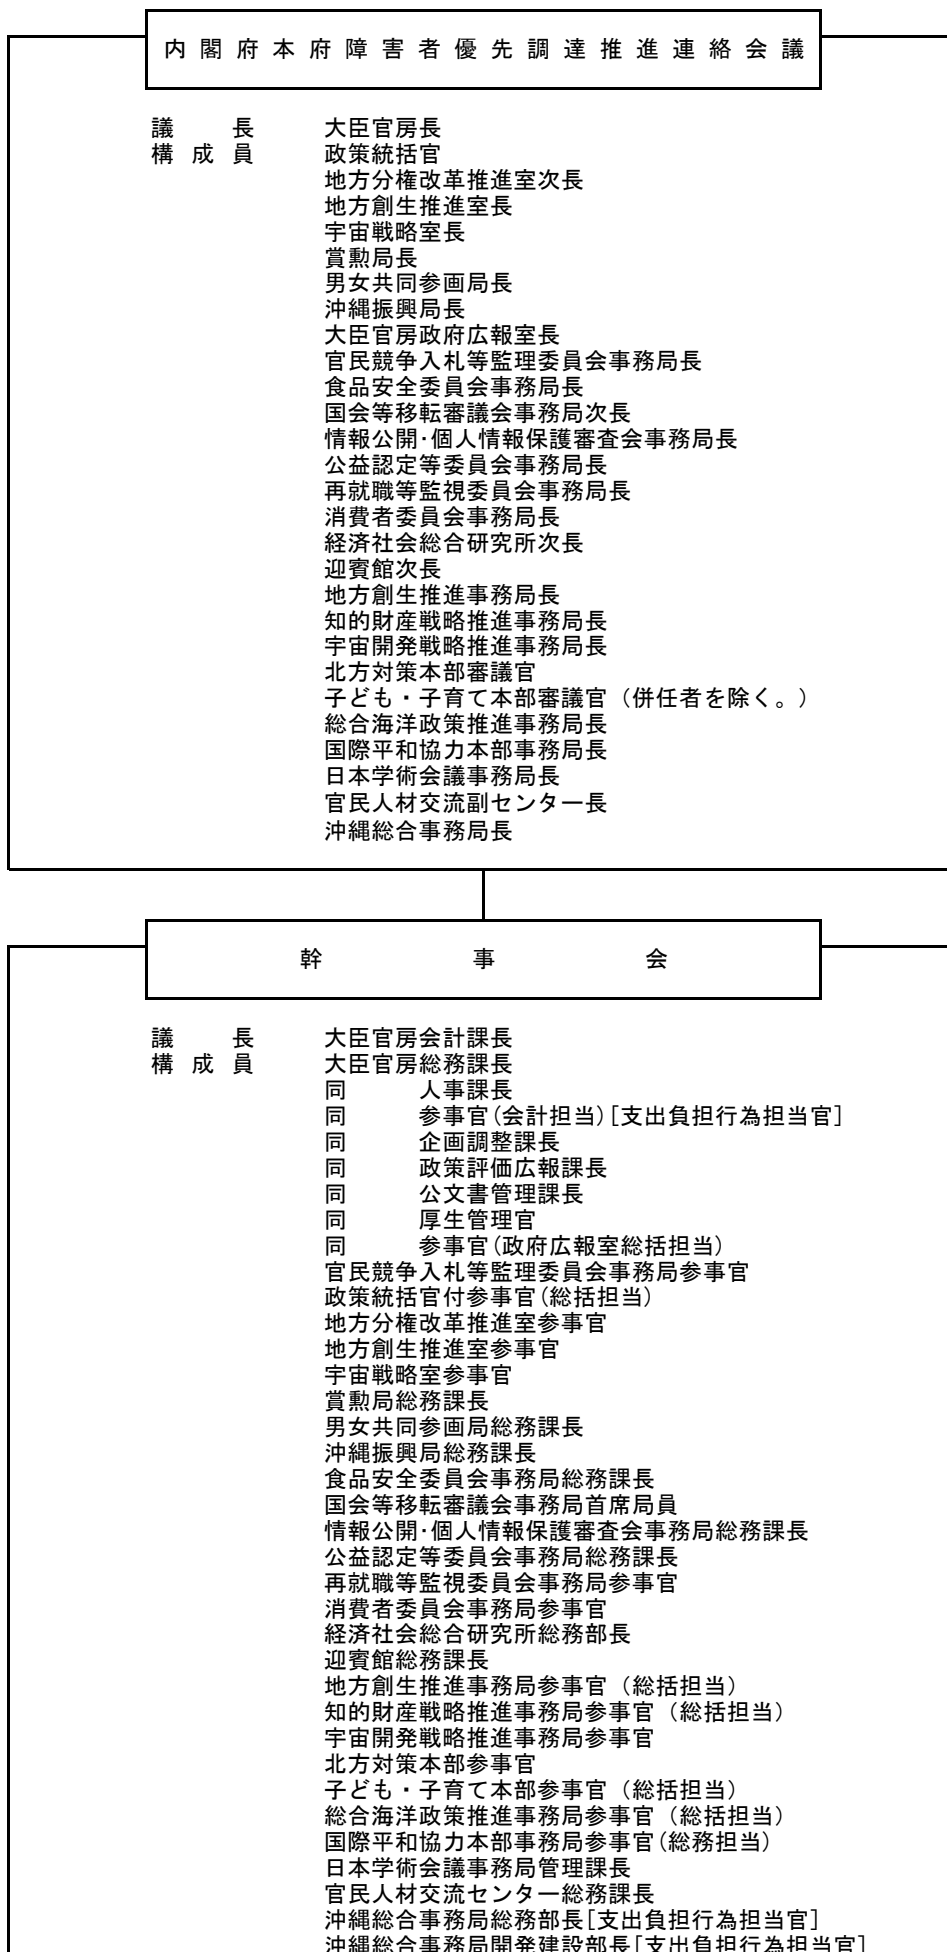 内閣府本府障害者優先調達推進連絡会議
議長 大臣官房長
構成員 政策統括官
地方分権改革推進室次長
地方創生推進室長
宇宙戦略室長
賞勲局長
男女共同参画局長
沖縄振興局長
大臣官房政府広報室長
官民競争入札等監理委員会事務局長
食品安全委員会事務局長
国会等移転審議会事務局次長
情報公開･個人情報保護審査会事務局長
公益認定等委員会事務局長
再就職等監視委員会事務局長
消費者委員会事務局長
経済社会総合研究所次長
迎賓館次長
地方創生推進事務局長
知的財産戦略推進事務局長
宇宙開発戦略推進事務局長
北方対策本部審議官
子ども・子育て本部審議官（併任者を除く。）
総合海洋政策推進事務局長
国際平和協力本部事務局長
日本学術会議事務局長
官民人材交流副センター長
沖縄総合事務局長
幹事会
議長 大臣官房会計課長
構成員 大臣官房総務課長
同 人事課長
同 参事官(会計担当)[支出負担行為担当官]
同 企画調整課長
同 政策評価広報課長
同 公文書管理課長
同 厚生管理官
同 参事官(政府広報室総括担当)
官民競争入札等監理委員会事務局参事官
政策統括官付参事官(総括担当)
地方分権改革推進室参事官
地方創生推進室参事官
宇宙戦略室参事官
賞勲局総務課長
男女共同参画局総務課長
沖縄振興局総務課長
食品安全委員会事務局総務課長
国会等移転審議会事務局首席局員
情報公開･個人情報保護審査会事務局総務課長
公益認定等委員会事務局総務課長
再就職等監視委員会事務局参事官
消費者委員会事務局参事官
経済社会総合研究所総務部長
迎賓館総務課長
地方創生推進事務局参事官（総括担当）
知的財産戦略推進事務局参事官（総括担当）
宇宙開発戦略推進事務局参事官
北方対策本部参事官
子ども・子育て本部参事官（総括担当）
総合海洋政策推進事務局参事官（総括担当）
国際平和協力本部事務局参事官(総務担当)
日本学術会議事務局管理課長
官民人材交流センター総務課長
沖縄総合事務局総務部長[支出負担行為担当官]
沖縄総合事務局開発建設部長[支出負担行為担当官]